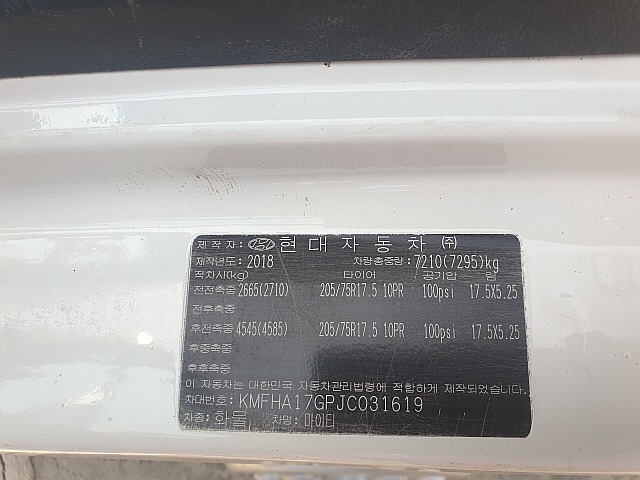 제작자: 현대자동차 ㈜
제작년도: 2018 차량총중량: 7210(7295)kg
적차시(kg) 타이어 공기압 림
전전축중 2665(2710) 205/75R17.5 10PR 100psi 17.5X5.25
전후축중
후전축중 4545(4585) 205/75R17.5 10PR 100psi 17.5X5.25
후중축중
후후축중
이 자동차는 대한민국 자동차관리법령에 적합하게 제작되었습니다.
차대번호: KMFHA17GPJC031619
차종: 화물 차명: 마이티